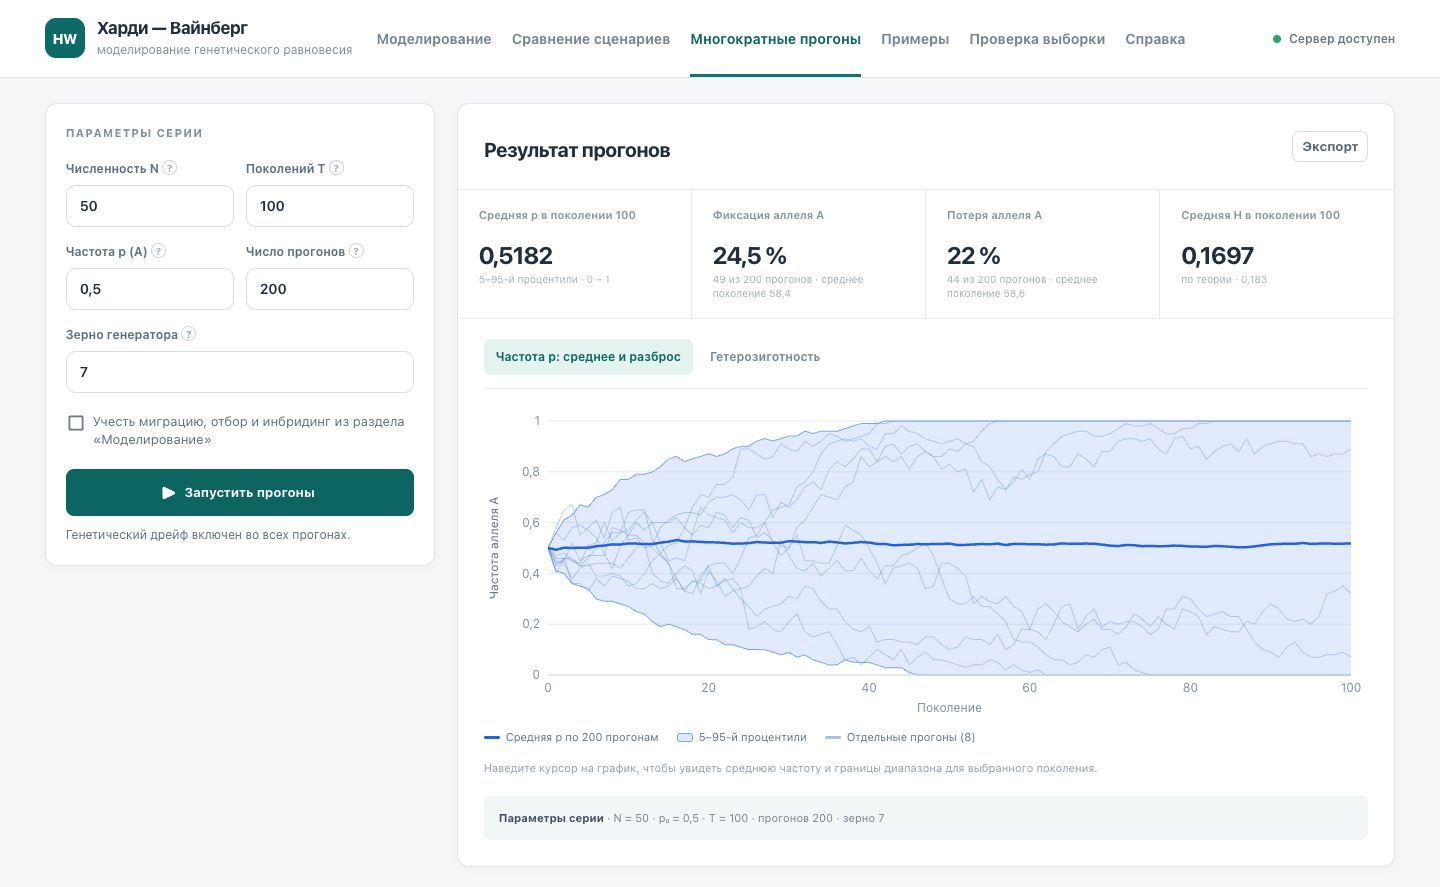 HW
Харди — Вайнберг
моделирование генетического равновесия
Моделирование
Сравнение сценариев
Многократные прогоны
Примеры
Проверка выборки
Справка
Сервер доступен
ПАРАМЕТРЫ СЕРИИ
Численность N ?
Поколений T ?
50
100
Частота p (A) ?
Число прогонов ?
0,5
200
Зерно генератора ?
7
Учесть миграцию, отбор и инбридинг из раздела
«Моделирование»
Запустить прогоны
Генетический дрейф включен во всех прогонах.
Результат прогонов
Экспорт
Средняя p в поколении 100
0,5182
5–95-й процентили · 0 – 1
Фиксация аллеля A
24,5 %
49 из 200 прогонов · среднее
поколение 58,4
Потеря аллеля A
22 %
44 из 200 прогонов · среднее
поколение 58,6
Средняя H в поколении 100
0,1697
по теории · 0,183
Частота p: среднее и разброс
Гетерозиготность
Частота аллеля A
1
0,8
0,6
0,4
0,2
0
0
20
40
60
80
100
Поколение
Средняя p по 200 прогонам
5–95-й процентили
Отдельные прогоны (8)
Наведите курсор на график, чтобы увидеть среднюю частоту и границы диапазона для выбранного поколения.
Параметры серии · N = 50 · p₀ = 0,5 · T = 100 · прогонов 200 · зерно 7